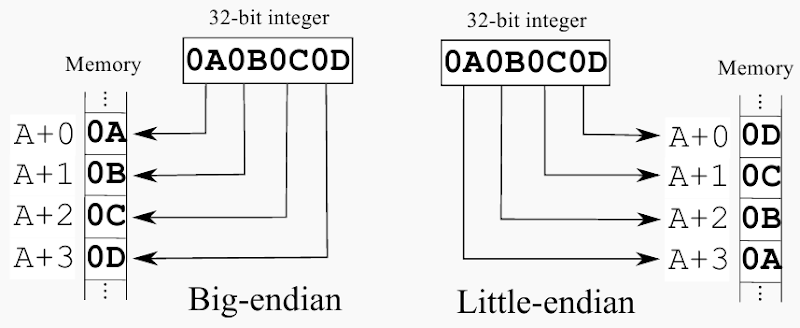 32-bit integer
0A0B0C0D
Memory
⋮
A+0 0A
A+1 0B
A+2 0C
A+3 0D
⋮
Big-endian
32-bit integer
0A0B0C0D
Memory
⋮
A+0 0D
A+1 0C
A+2 0B
A+3 0A
⋮
Little-endian